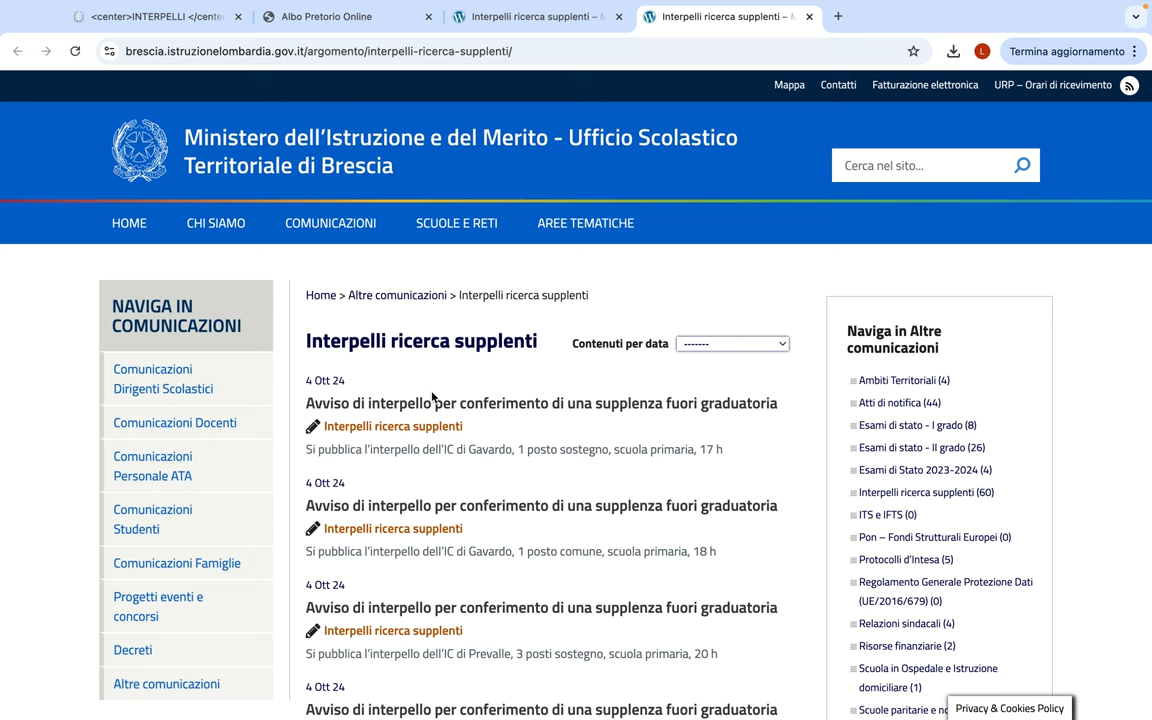 <center>INTERPELLI </cente
Albo Pretorio Online
Interpelli ricerca supplenti –
Interpelli ricerca supplenti –
brescia.istruzionelombardia.gov.it/argomento/interpelli-ricerca-supplenti/
L
Termina aggiornamento
Mappa
Contatti
Fatturazione elettronica
URP – Orari di ricevimento
Ministero dell'Istruzione e del Merito - Ufficio Scolastico
Territoriale di Brescia
Cerca nel sito...
HOME
CHI SIAMO
COMUNICAZIONI
SCUOLE E RETI
AREE TEMATICHE
NAVIGA IN
COMUNICAZIONI
Comunicazioni
Dirigenti Scolastici
Comunicazioni Docenti
Comunicazioni
Personale ATA
Comunicazioni
Studenti
Comunicazioni Famiglie
Progetti eventi e
concorsi
Decreti
Altre comunicazioni
Home > Altre comunicazioni > Interpelli ricerca supplenti
Interpelli ricerca supplenti
Contenuti per data
-------
4 Ott 24
Avviso di interpello per conferimento di una supplenza fuori graduatoria
Interpelli ricerca supplenti
Si pubblica l'interpello dell'IC di Gavardo, 1 posto sostegno, scuola primaria, 17 h
4 Ott 24
Avviso di interpello per conferimento di una supplenza fuori graduatoria
Interpelli ricerca supplenti
Si pubblica l'interpello dell'IC di Gavardo, 1 posto comune, scuola primaria, 18 h
4 Ott 24
Avviso di interpello per conferimento di una supplenza fuori graduatoria
Interpelli ricerca supplenti
Si pubblica l'interpello dell'IC di Prevalle, 3 posti sostegno, scuola primaria, 20 h
4 Ott 24
Avviso di interpello per conferimento di una supplenza fuori graduatoria
Naviga in Altre
comunicazioni
Ambiti Territoriali (4)
Atti di notifica (44)
Esami di stato - I grado (8)
Esami di stato - II grado (26)
Esami di Stato 2023-2024 (4)
Interpelli ricerca supplenti (60)
ITS e IFTS (0)
Pon – Fondi Strutturali Europei (0)
Protocolli d'Intesa (5)
Regolamento Generale Protezione Dati
(UE/2016/679) (0)
Relazioni sindacali (4)
Risorse finanziarie (2)
Scuola in Ospedale e Istruzione
domiciliare (1)
Scuole paritarie e
Privacy & Cookies Policy